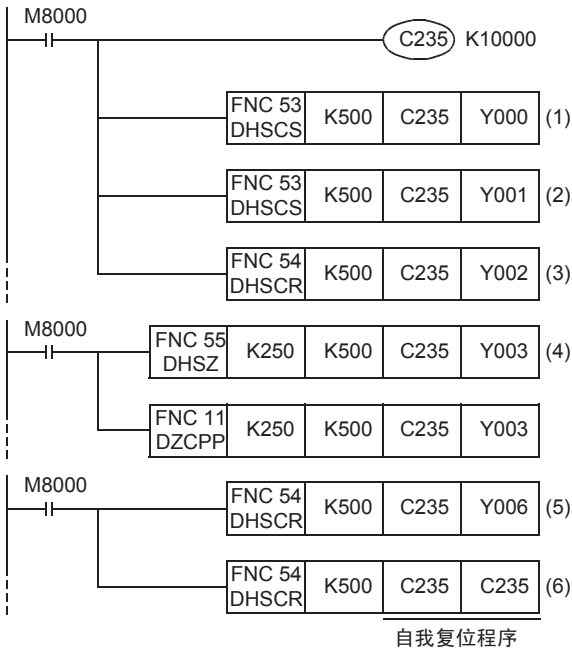 M8000
C235 K10000
FNC 53
DHSCS K500 C235 Y000 (1)
FNC 53
DHSCS K500 C235 Y001 (2)
FNC 54
DHSCR K500 C235 Y002 (3)
M8000
FNC 55
DHSZ K250 K500 C235 Y003 (4)
FNC 11
DZCPP K250 K500 C235 Y003
M8000
FNC 54
DHSCR K500 C235 Y006 (5)
FNC 54
DHSCR K500 C235 C235 (6)
自我复位程序